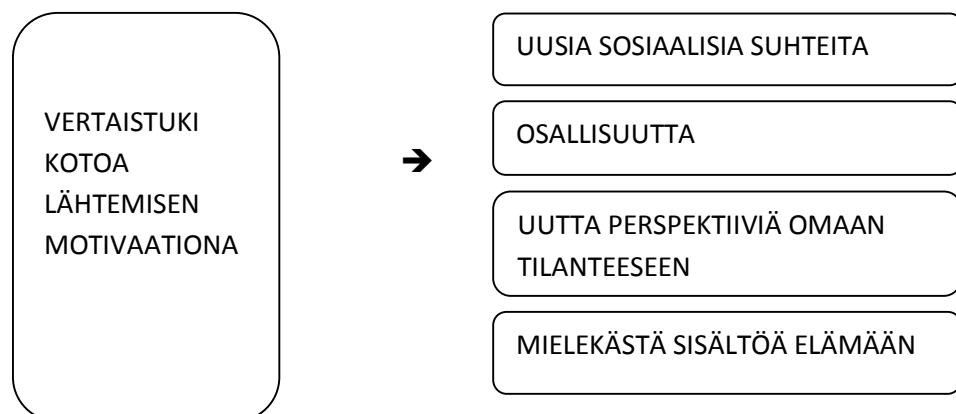 VERTAISTUKI
KOTOA
LÄHTEMISEN
MOTIVAATIONA
➔
UUSIA SOSIAALISIA SUHTEITA
OSALLISUUTTA
UUTTA PERSPEKTIIVIÄ OMAAN
TILANTEESEEN
MIELEKÄSTÄ SISÄLTÖÄ ELÄMÄÄN